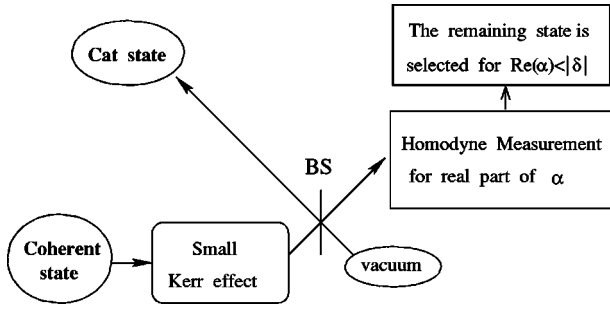 Cat state
The remaining state is
selected for Re(α)<|δ|
Homodyne Measurement
for real part of α
BS
Coherent
state
Small
Kerr effect
vacuum